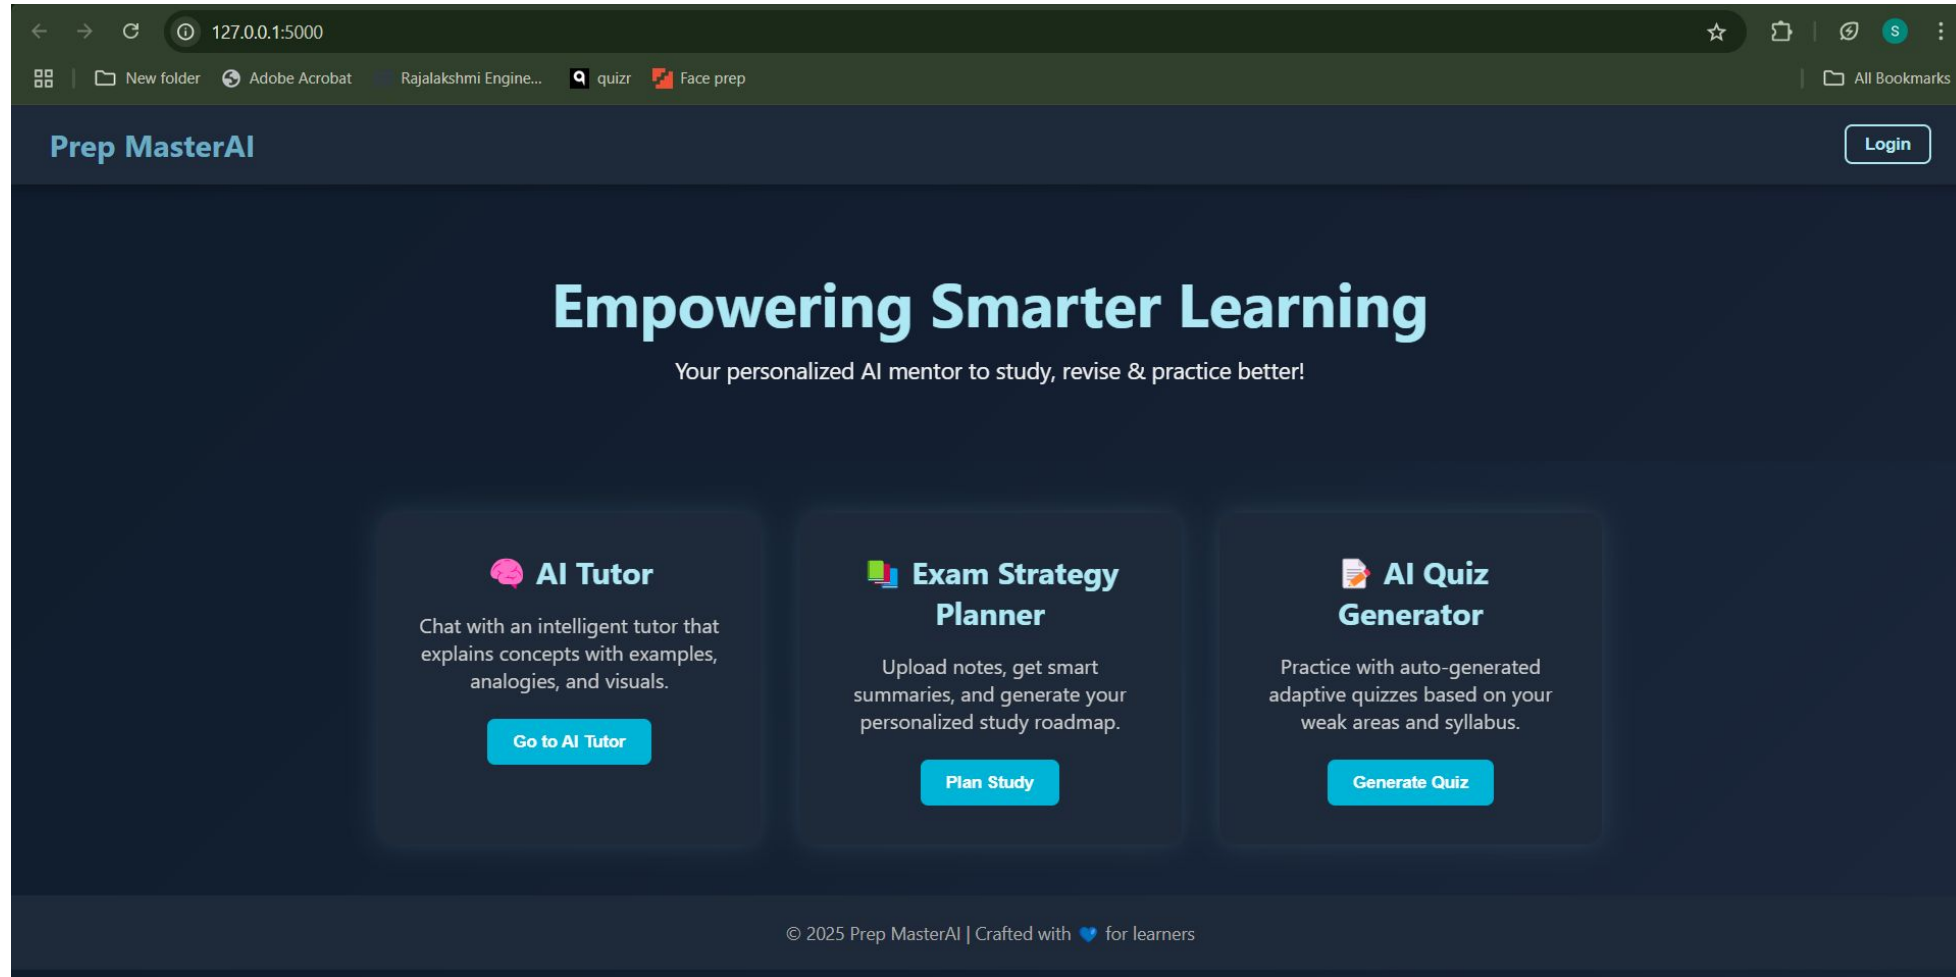 127.0.0.1:5000
S
New folder
Adobe Acrobat
Rajalakshmi Engine...
q quizr
Face prep
All Bookmarks
Prep MasterAI
Login
Empowering Smarter Learning
Your personalized AI mentor to study, revise & practice better!
🧠 AI Tutor
Chat with an intelligent tutor that
explains concepts with examples,
analogies, and visuals.
Go to AI Tutor
📚 Exam Strategy
Planner
Upload notes, get smart
summaries, and generate your
personalized study roadmap.
Plan Study
📝 AI Quiz
Generator
Practice with auto-generated
adaptive quizzes based on your
weak areas and syllabus.
Generate Quiz
© 2025 Prep MasterAI | Crafted with 💙 for learners